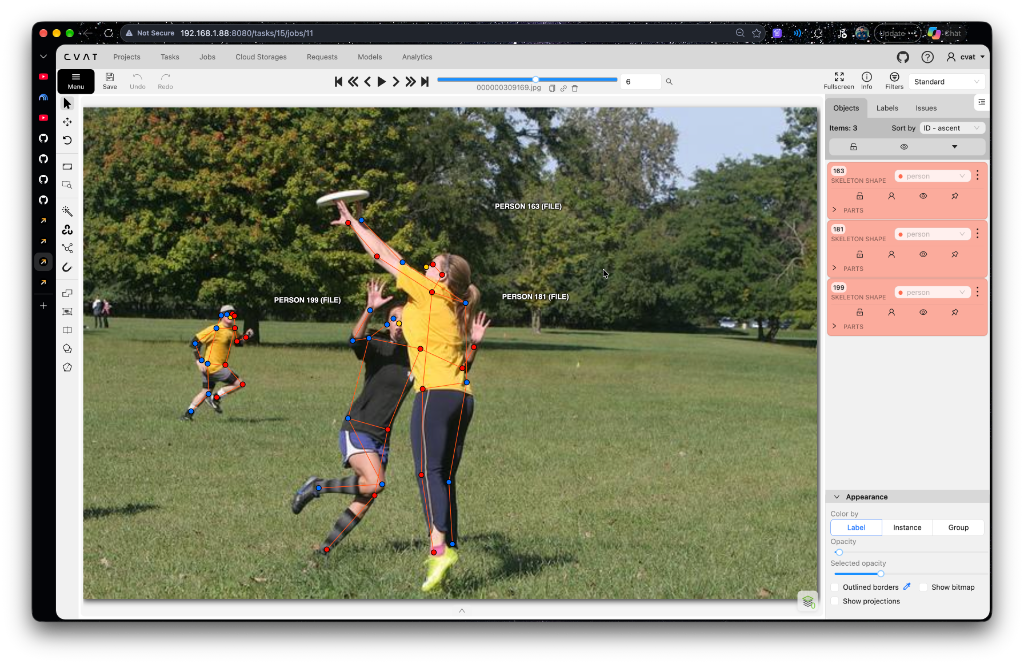 Not Secure 192.168.1.88:8080/tasks/15/jobs/11
Chat
CVAT Projects Tasks Jobs Cloud Storages Requests Models Analytics cvat
Menu Save Undo Redo
000000309169.jpg
6
Fullscreen Info Filters Standard
Objects Labels Issues
Items: 3 Sort by ID - ascent
163 person
SKELETON SHAPE
PARTS
181 person
SKELETON SHAPE
PARTS
199 person
SKELETON SHAPE
PARTS
PERSON 163 (FILE)
PERSON 199 (FILE)
PERSON 181 (FILE)
Appearance
Color by
Label Instance Group
Opacity
Selected opacity
Outlined borders Show bitmap
Show projections